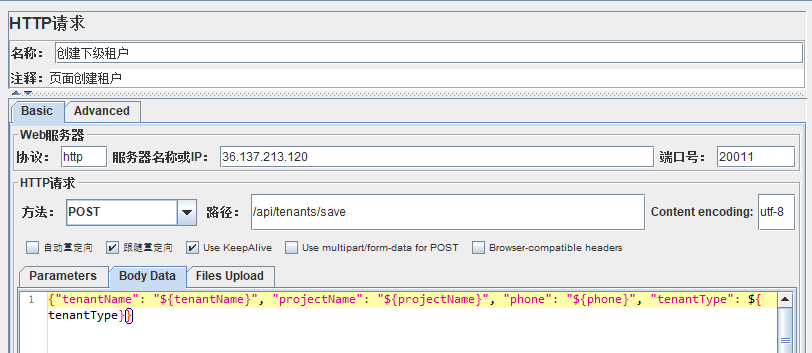 HTTP请求
名称： 创建下级租户
注释: 页面创建租户
Basic Advanced
Web服务器
协议： http 服务器名称或IP: 36.137.213.120 端口号： 20011
HTTP请求
方法： POST 路径： /api/tenants/save Content encoding: utf-8
自动重定向 跟随重定向 Use KeepAlive Use multipart/form-data for POST Browser-compatible headers
Parameters Body Data Files Upload
1 {"tenantName": "${tenantName}", "projectName": "${projectName}", "phone": "${phone}", "tenantType": ${
tenantType}}